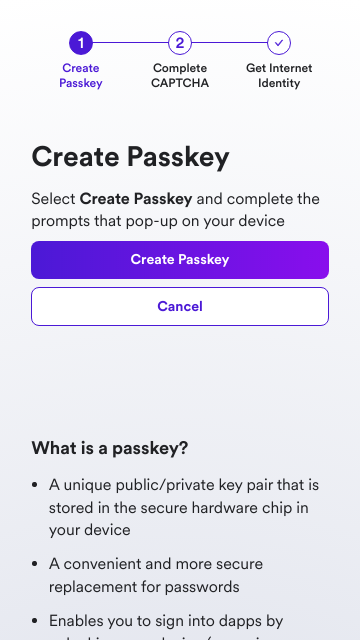 1
2
Create
Passkey
Complete
CAPTCHA
Get Internet
Identity
Create Passkey
Select Create Passkey and complete the
prompts that pop-up on your device
Create Passkey
Cancel
What is a passkey?
• A unique public/private key pair that is
stored in the secure hardware chip in
your device
• A convenient and more secure
replacement for passwords
• Enables you to sign into dapps by